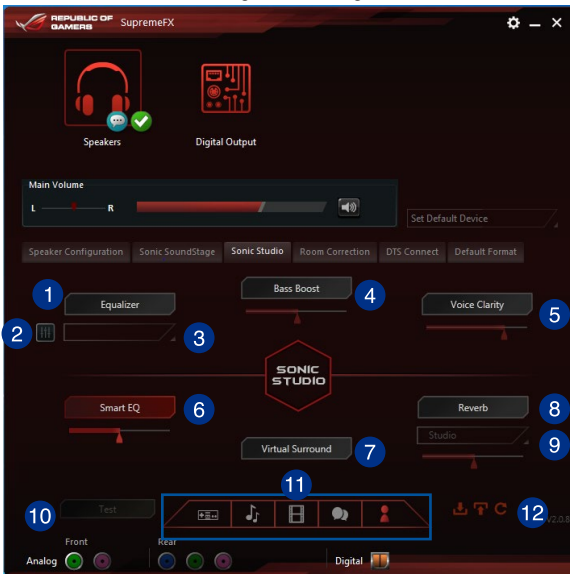 REPUBLIC OF
GAMERS
SupremeFX
Speakers
Digital Output
Main Volume
L
R
Set Default Device
Speaker Configuration
Sonic SoundStage
Sonic Studio
Room Correction
DTS Connect
Default Format
1
Equalizer
Bass Boost
4
Voice Clarity
5
2
3
SONIC
STUDIO
Smart EQ
6
Reverb
8
Virtual Surround
7
Studio
9
11
10
Test
12
V2.0.8
Front
Rear
Analog
Digital